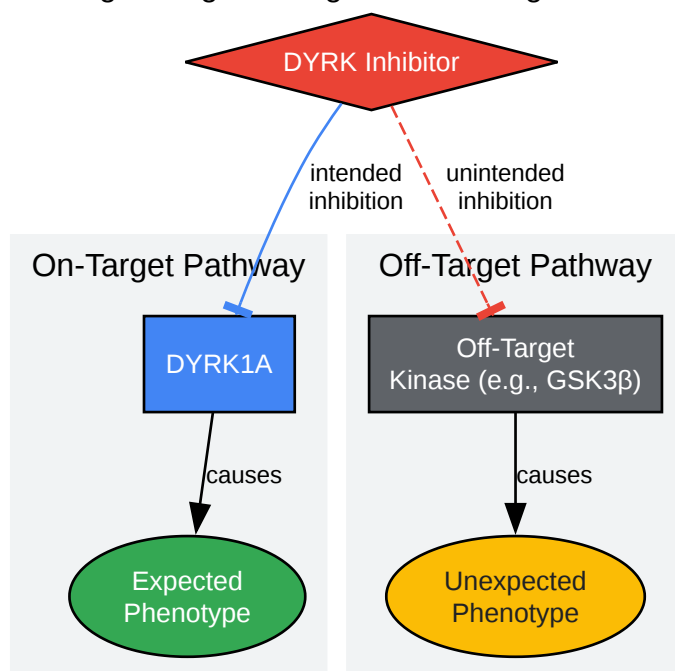 DYRK Inhibitor
intended
inhibition
unintended
inhibition
On-Target Pathway
Off-Target Pathway
DYRK1A
Off-Target
Kinase (e.g., GSK3β)
causes
causes
Expected
Phenotype
Unexpected
Phenotype